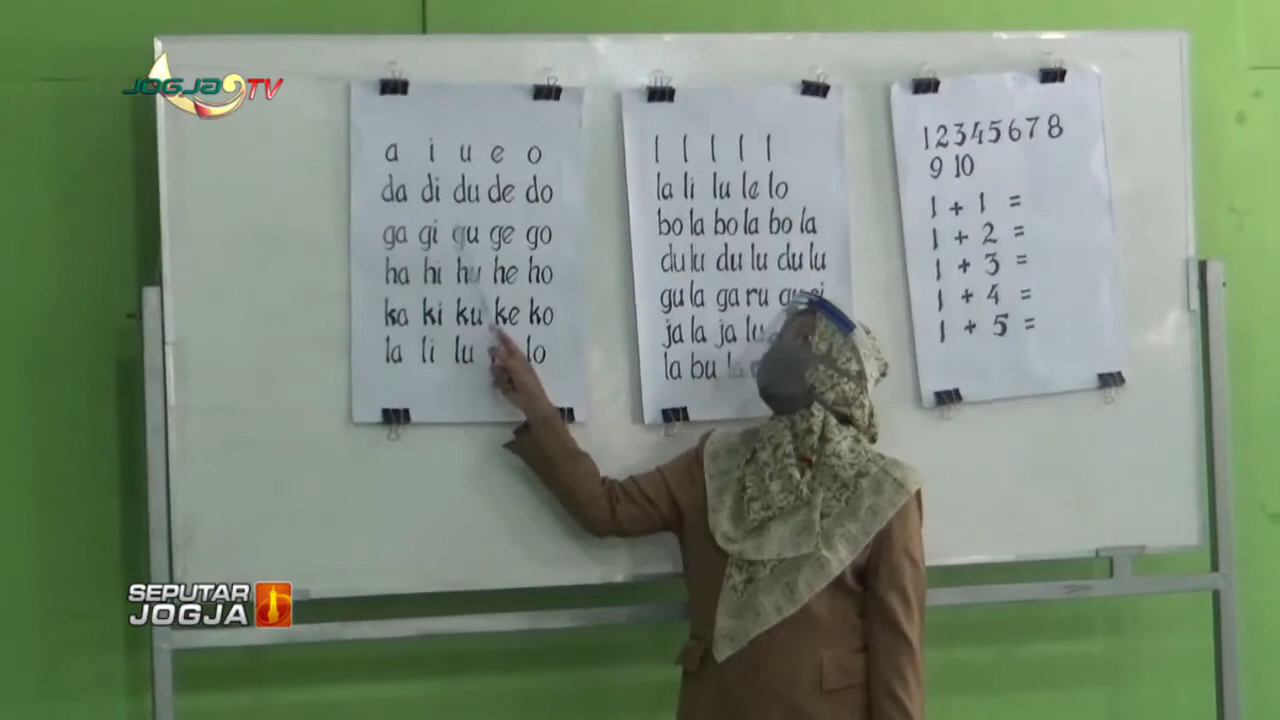 JOGJA TV
a i u e o
da di du de do
ga gi gu ge go
ha hi hu he ho
ka ki ku ke ko
la li lu lo
l l l l l
la li lu le lo
bo la bo la bo la
du lu du lu du lu
gu la ga ru
ja la ja lu
la bu
1 2 3 4 5 6 7 8
9 10
1 + 1 =
1 + 2 =
1 + 3 =
1 + 4 =
1 + 5 =
SEPUTAR
JOGJA